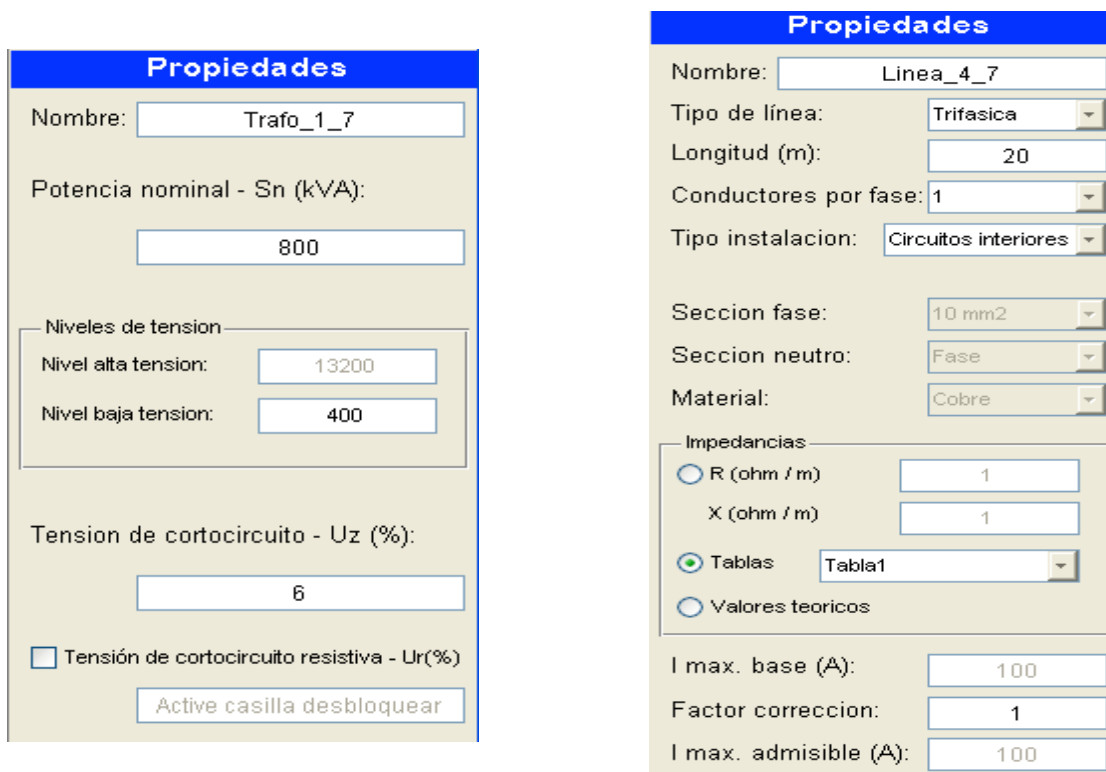 Propiedades
Nombre: Trafo_1_7
Potencia nominal - Sn (kVA):
800
Niveles de tension
Nivel alta tension: 13200
Nivel baja tension: 400
Tension de cortocircuito - Uz (%):
6
Tensión de cortocircuito resistiva - Ur(%)
Active casilla desbloquear
Propiedades
Nombre: Linea_4_7
Tipo de línea: Trifasica
Longitud (m): 20
Conductores por fase: 1
Tipo instalacion: Circuitos interiores
Seccion fase: 10 mm2
Seccion neutro: Fase
Material: Cobre
Impedancias
R (ohm / m) 1
X (ohm / m) 1
Tablas Tabla1
Valores teoricos
I max. base (A): 100
Factor correccion: 1
I max. admisible (A): 100